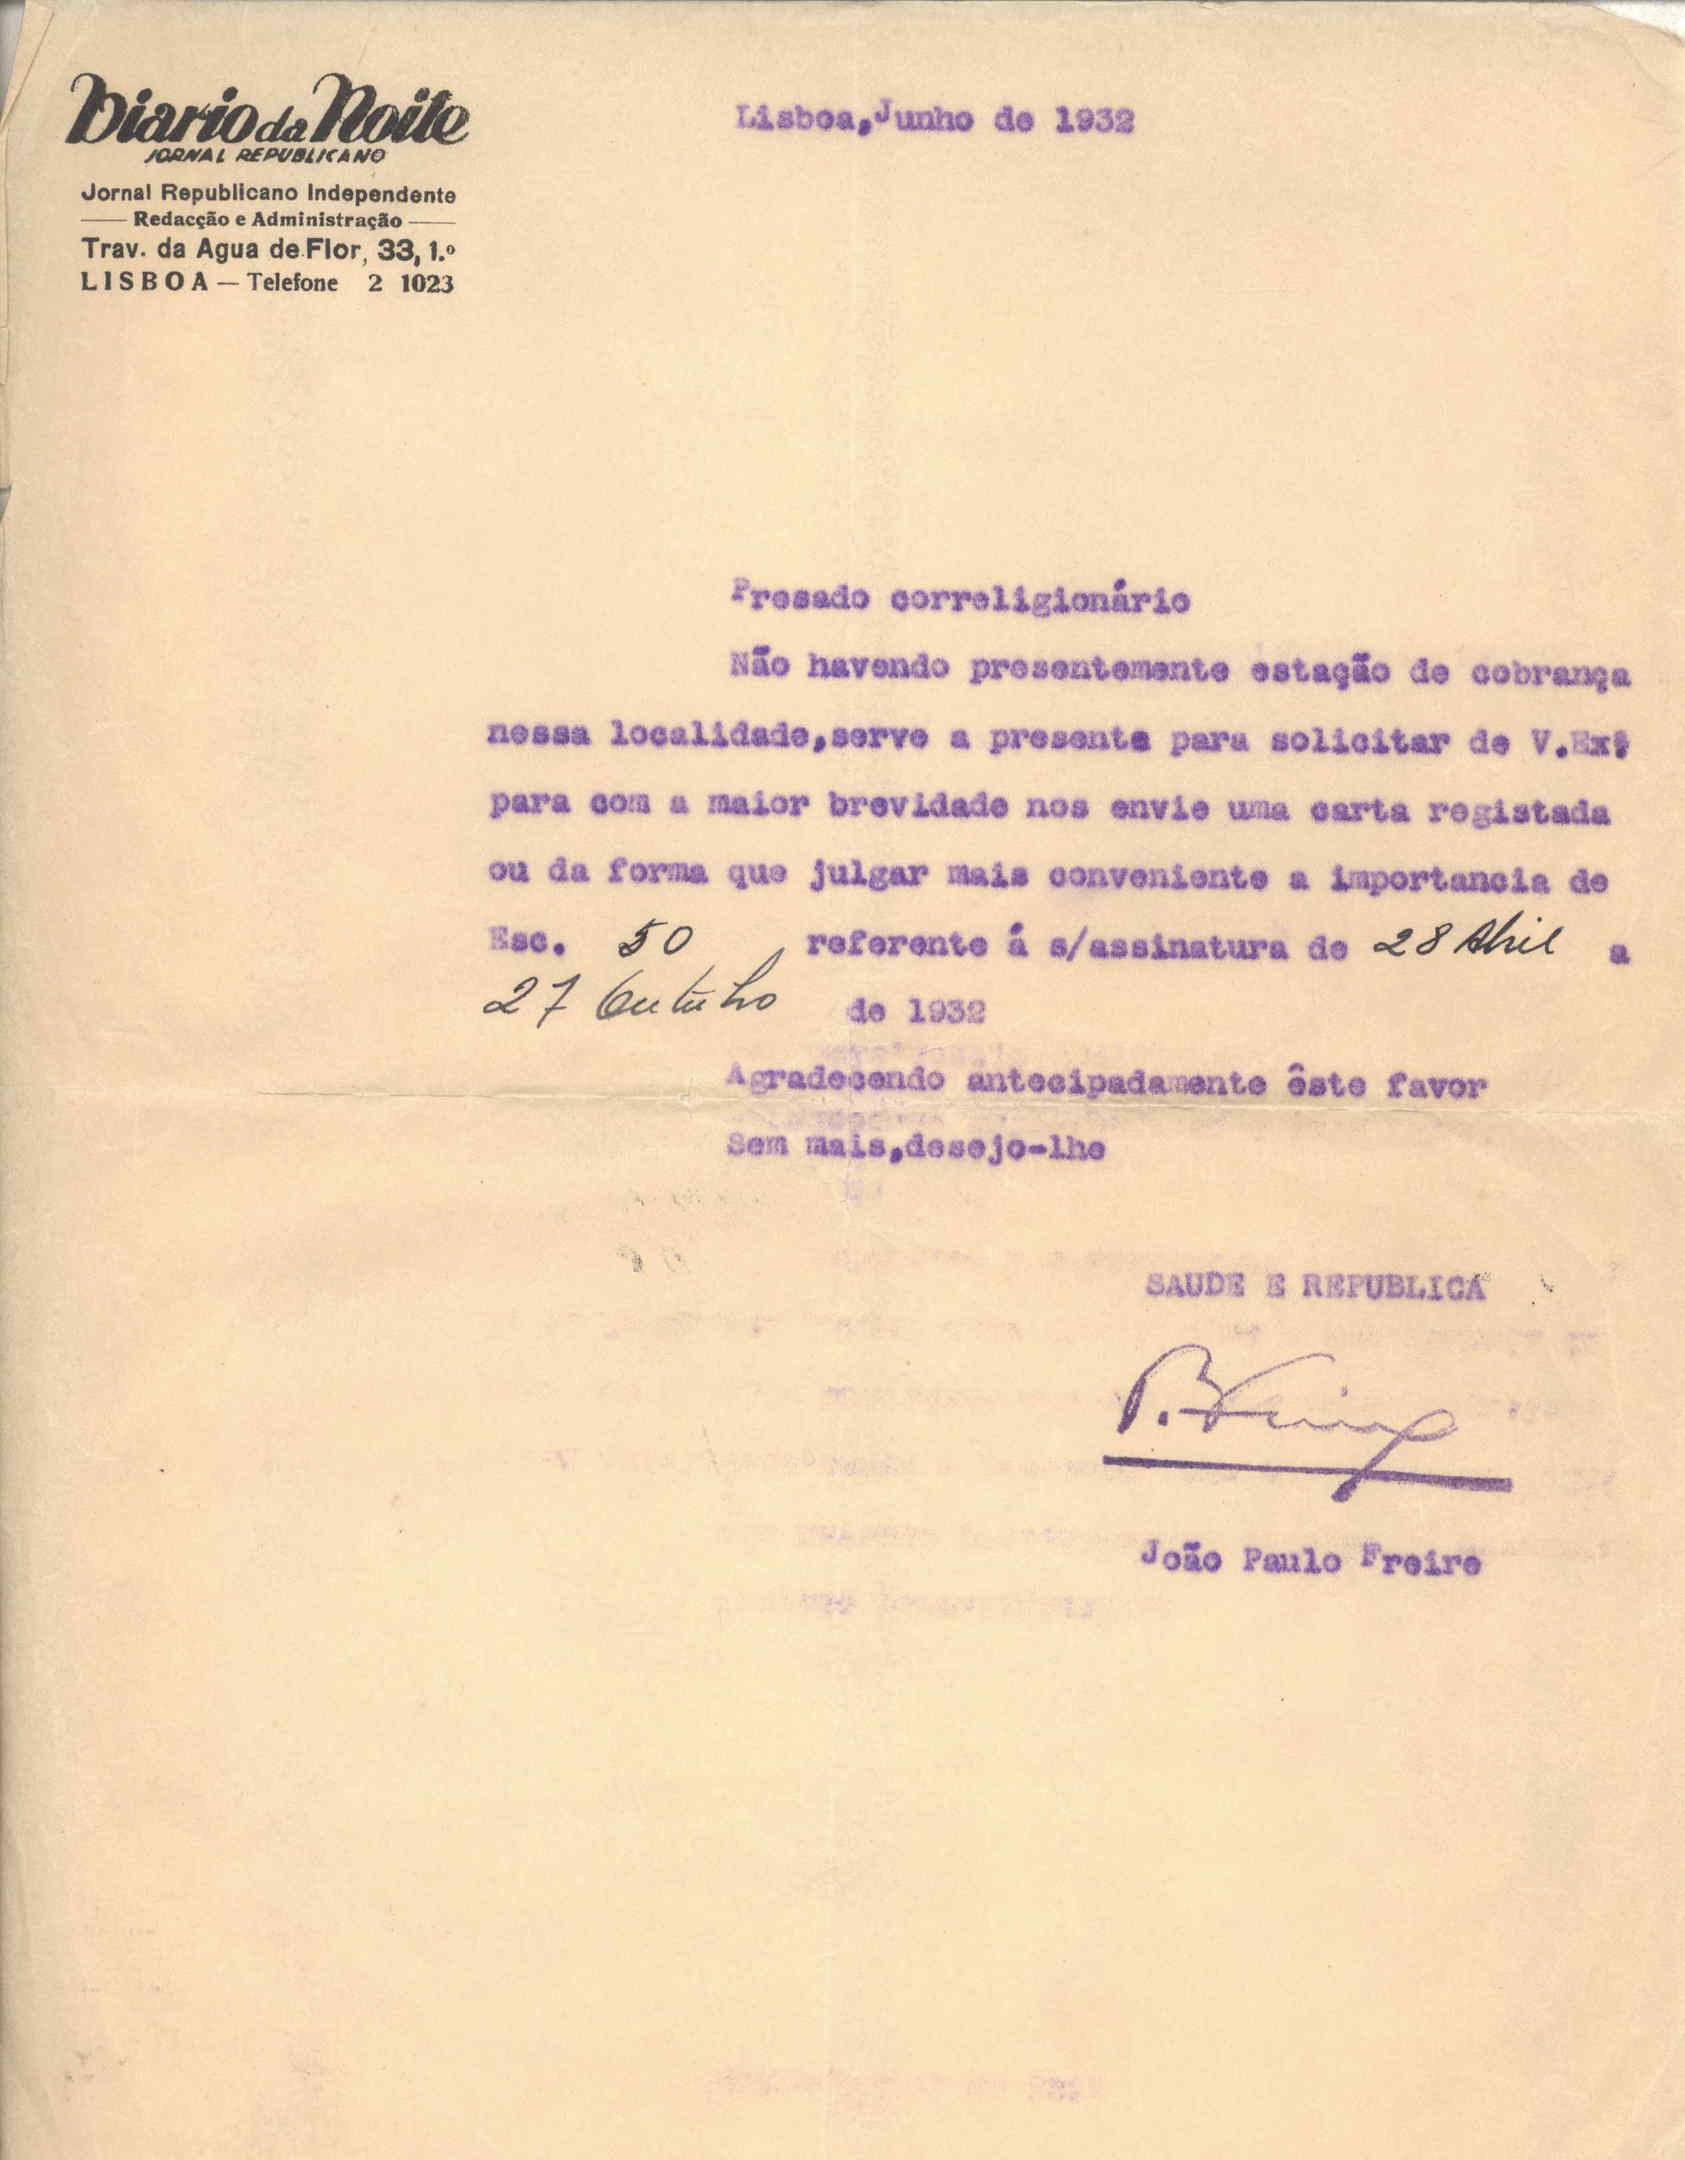 Diario da Noite
JORNAL REPUBLICANO
Jornal Republicano Independente
Redacção e Administração
Trav. da Agua de Flor, 33, 1.º
LISBOA — Telefone 2 1023
Lisboa,Junho de 1932
Presado correligionário
Não havendo presentemente estação de cobrança
nessa localidade,serve a presente para solicitar de V.Exª
para com a maior brevidade nos envie uma carta registada
ou da forma que julgar mais conveniente a importancia de
Esc. 50 referente á s/assinatura de 28 Abril a
27 Outubro de 1932
Agradecendo antecipadamente êste favor
Sem mais,desejo-lhe
SAUDE E REPUBLICA
P. Freire
João Paulo Freire